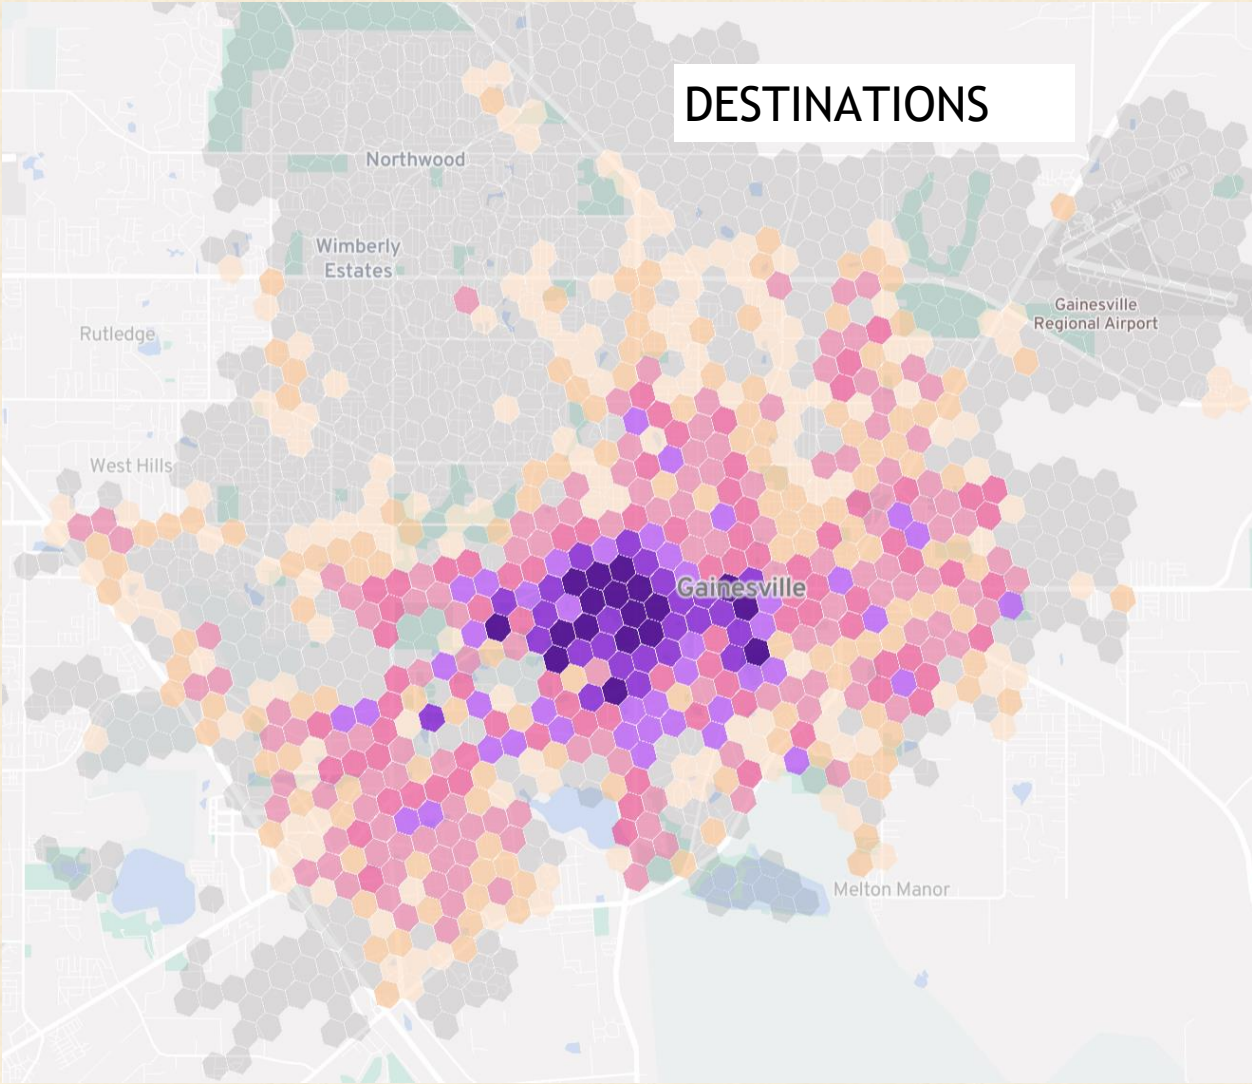 DESTINATIONS
Northwood
Wimberly
Estates
Gainesville
Regional Airport
Rutledge
West Hills
Gainesville
Melton Manor